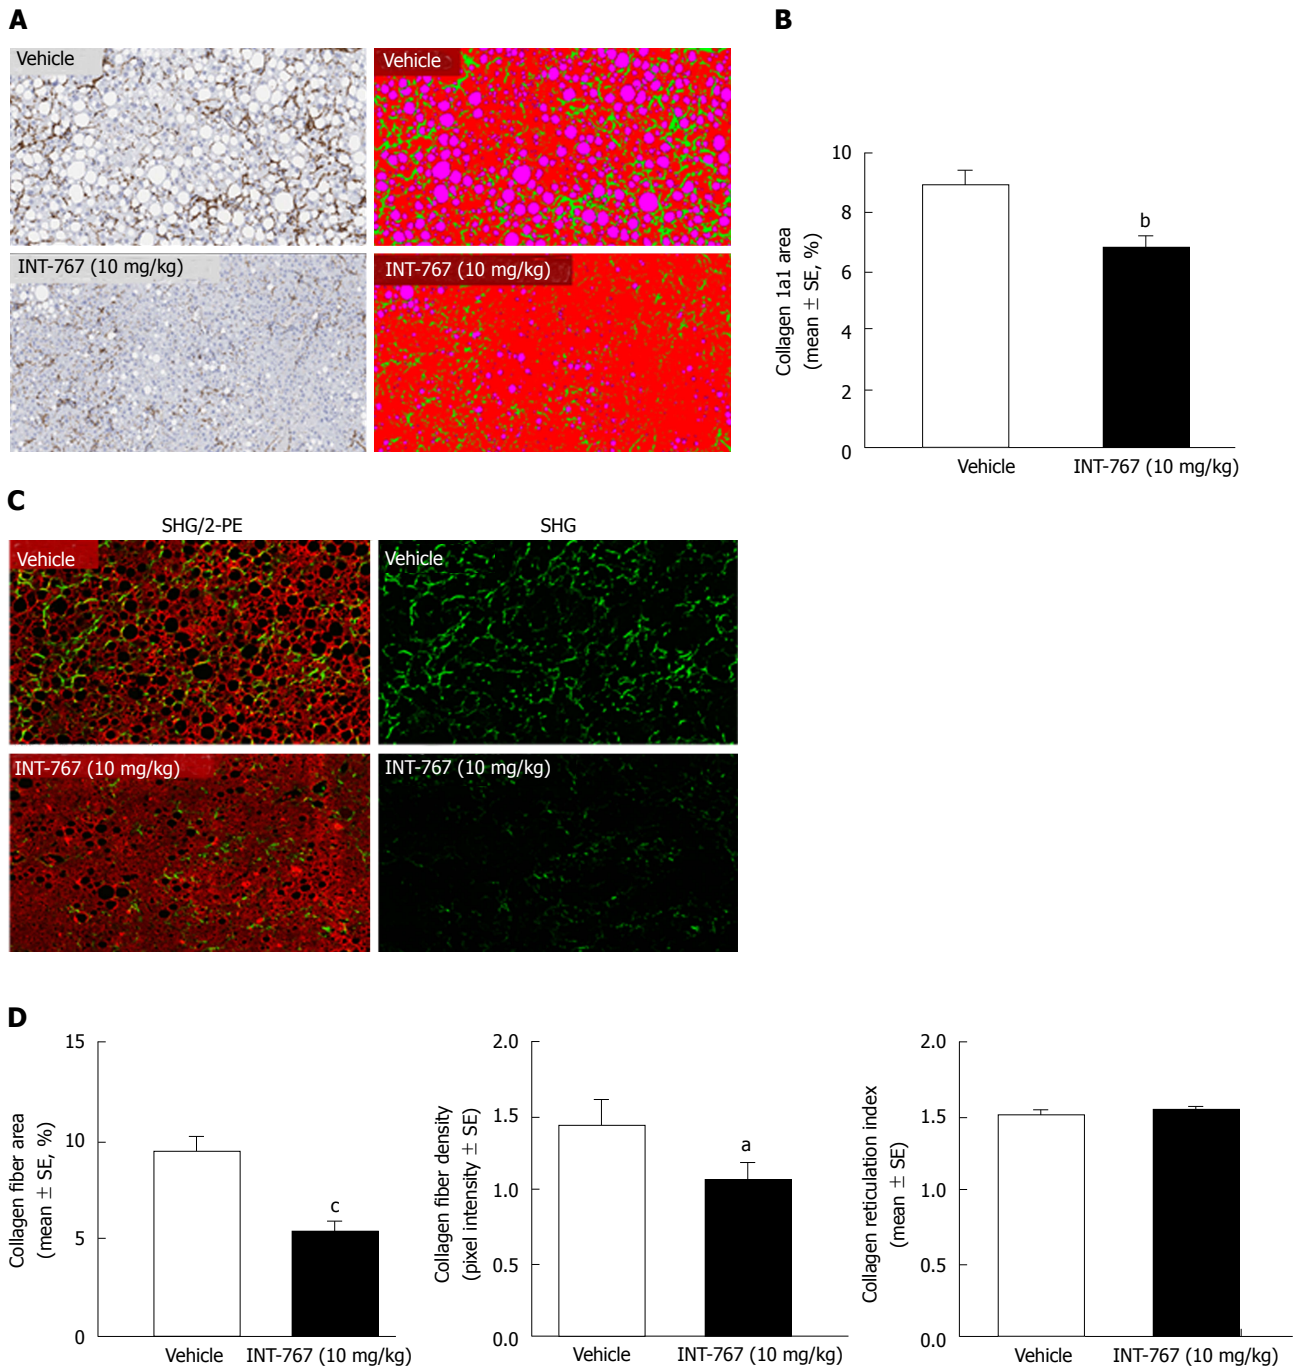 A
Vehicle
Vehicle
INT-767 (10 mg/kg)
INT-767 (10 mg/kg)
B
Collagen 1a1 area
(mean ± SE, %)
10
8
6
4
2
0
b
Vehicle
INT-767 (10 mg/kg)
C
SHG/2-PE
SHG
Vehicle
Vehicle
INT-767 (10 mg/kg)
INT-767 (10 mg/kg)
D
Collagen fiber area
(mean ± SE, %)
15
10
5
0
c
Vehicle
INT-767 (10 mg/kg)
Collagen fiber density
(pixel intensity ± SE)
2.0
1.5
1.0
0.5
0.0
a
Vehicle
INT-767 (10 mg/kg)
Collagen reticulation index
(mean ± SE)
2.0
1.5
1.0
0.5
0.0
Vehicle
INT-767 (10 mg/kg)